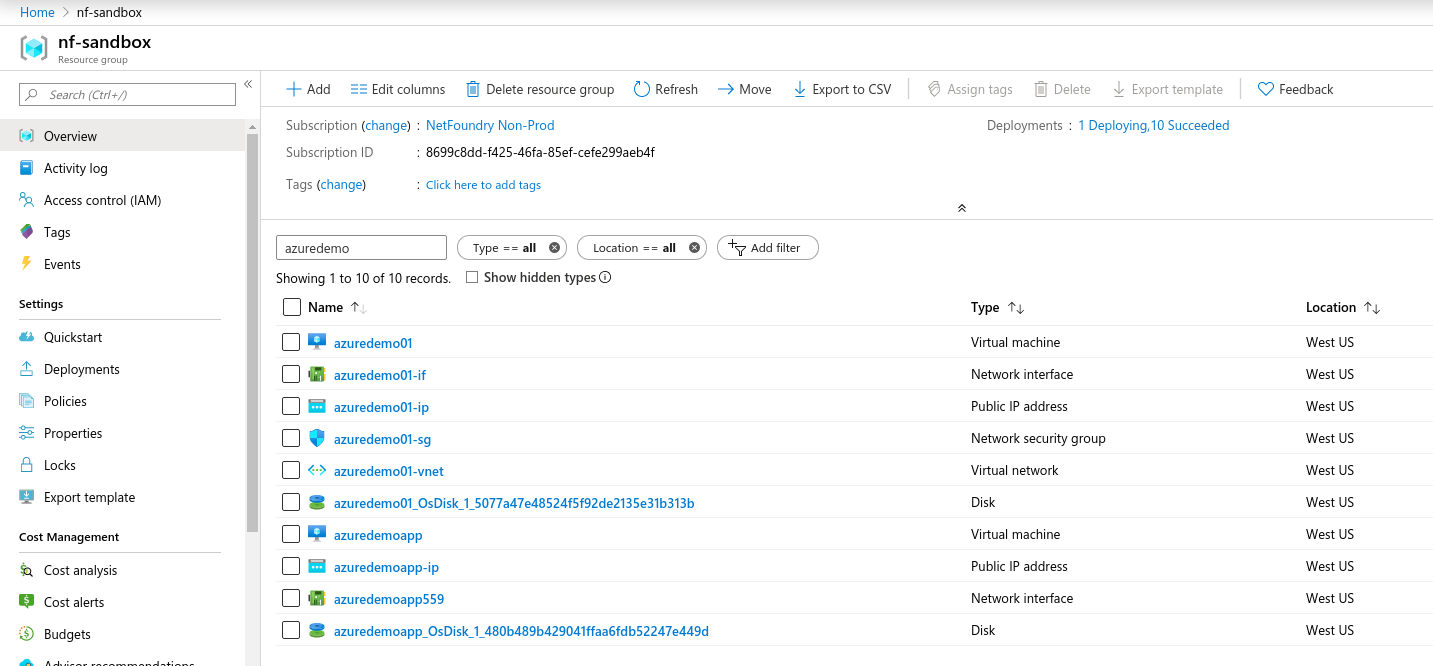 Home > nf-sandbox
nf-sandbox
Resource group
Search (Ctrl+/)
«
Overview
Activity log
Access control (IAM)
Tags
Events
Settings
Quickstart
Deployments
Policies
Properties
Locks
Export template
Cost Management
Cost analysis
Cost alerts
Budgets
Advisor recommendations
Add Edit columns Delete resource group Refresh Move Export to CSV Assign tags Delete Export template Feedback
Subscription (change) : NetFoundry Non-Prod Deployments : 1 Deploying,10 Succeeded
Subscription ID : 8699c8dd-f425-46fa-85ef-cefe299aeb4f
Tags (change) : Click here to add tags
azuredemo Type == all Location == all Add filter
Showing 1 to 10 of 10 records. Show hidden types
Name ↑↓ Type ↑↓ Location ↑↓
azuredemo01 Virtual machine West US
azuredemo01-if Network interface West US
azuredemo01-ip Public IP address West US
azuredemo01-sg Network security group West US
azuredemo01-vnet Virtual network West US
azuredemo01_OsDisk_1_5077a47e48524f5f92de2135e31b313b Disk West US
azuredemoapp Virtual machine West US
azuredemoapp-ip Public IP address West US
azuredemoapp559 Network interface West US
azuredemoapp_OsDisk_1_480b489b429041ffaa6fdb52247e449d Disk West US